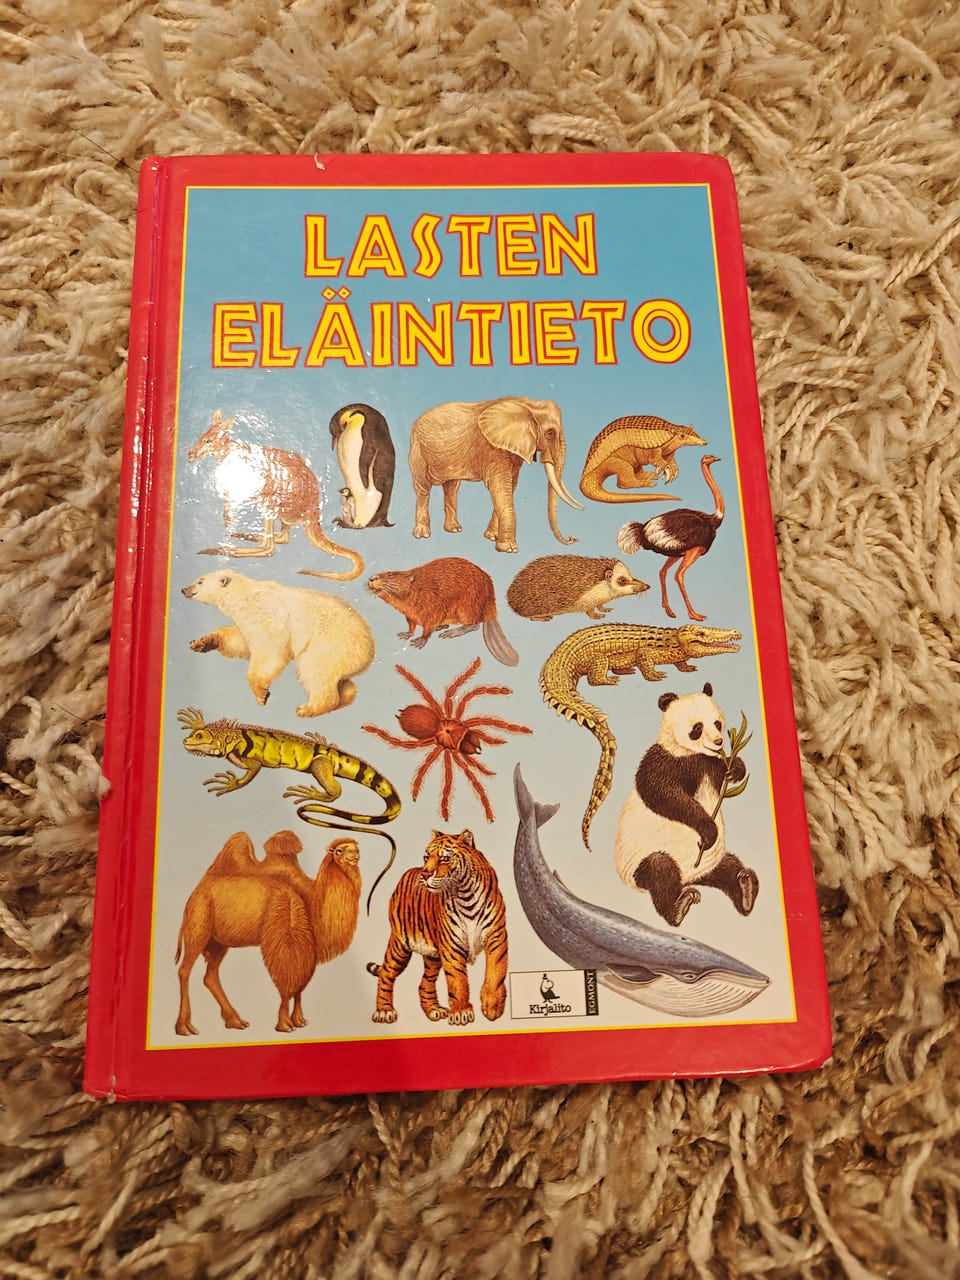 LASTEN
ELÄINTIETO
Kirjalito
EGMONT